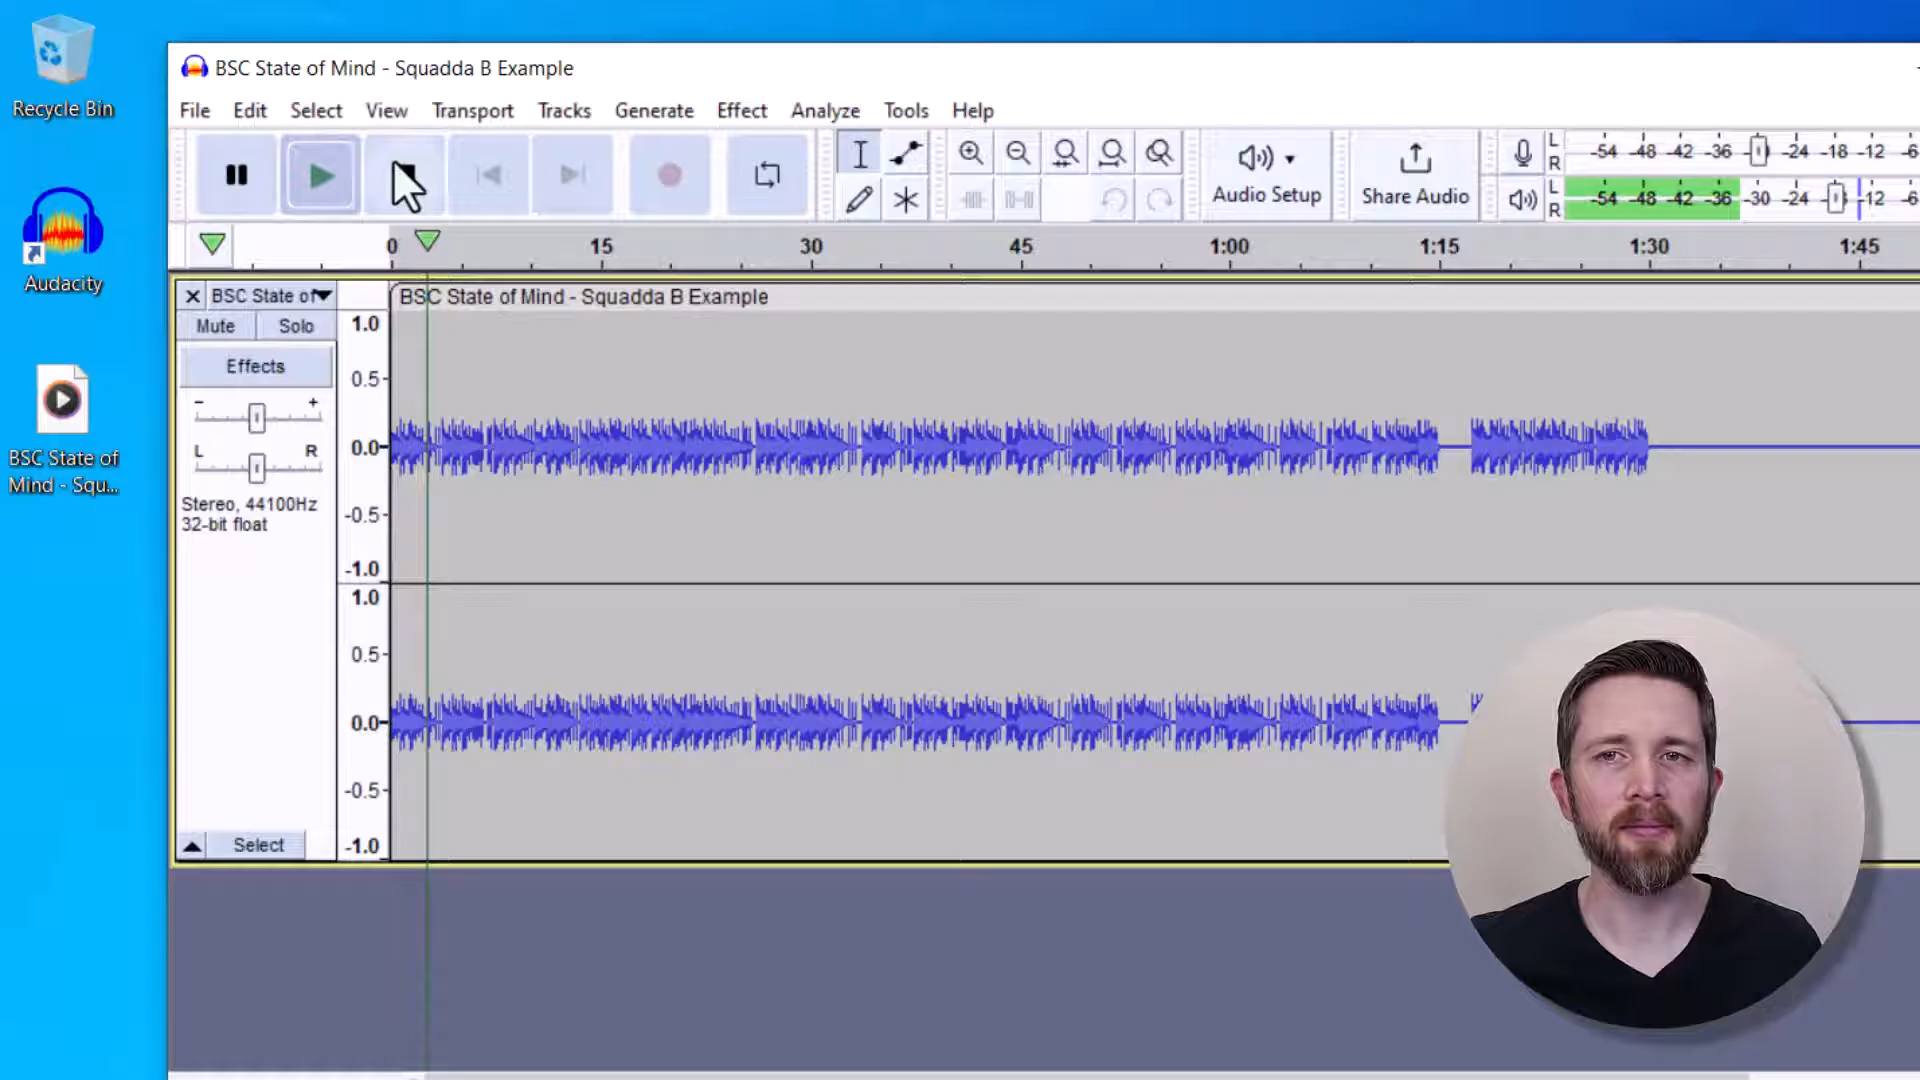 Recycle Bin
Audacity
BSC State of
Mind - Squ...
BSC State of Mind - Squadda B Example
File Edit Select View Transport Tracks Generate Effect Analyze Tools Help
Audio Setup
Share Audio
L
R
-54 -48 -42 -36 -24 -18 -12 -6
L
R
-54 -48 -42 -36 -30 -24 -12 -6
0 15 30 45 1:00 1:15 1:30 1:45
BSC State of
BSC State of Mind - Squadda B Example
Mute Solo
Effects
- +
L R
Stereo, 44100Hz
32-bit float
Select
1.0
0.5-
0.0-
-0.5-
-1.0
1.0
0.5-
0.0-
-0.5-
-1.0